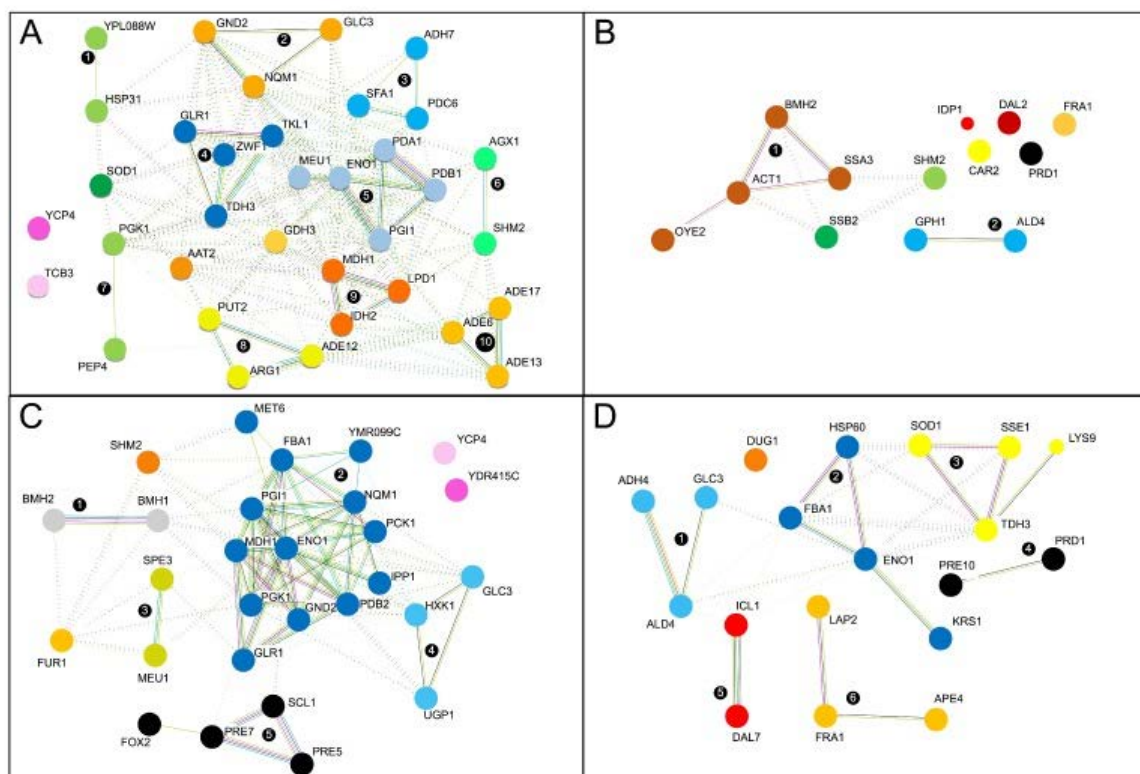 A
YPL088W
GND2
GLC3
ADH7
1
2
3
HSP31
NQM1
SFA1
PDC6
GLR1
TKL1
ZWF1
4
PDA1
AGX1
MEU1
ENO1
PDB1
6
SOD1
5
YCP4
TDH3
PGK1
GDH3
PGI1
SHM2
TCB3
AAT2
MDH1
LPD1
7
9
ADE17
PUT2
IDH2
ADE6
8
ADE12
10
PEP4
ARG1
ADE13
B
BMH2
IDP1
DAL2
FRA1
1
SSA3
SHM2
CAR2
PRD1
ACT1
OYE2
SSB2
GPH1
2
ALD4
C
MET6
SHM2
FBA1
YMR099C
YCP4
2
YDR415C
PGI1
NQM1
BMH2
1
BMH1
PCK1
MDH1
ENO1
SPE3
IPP1
GLC3
3
PGK1
GND2
PDB2
HXK1
4
FUR1
MEU1
GLR1
SCL1
UGP1
FOX2
PRE7
5
PRE5
D
HSP60
SOD1
SSE1
LYS9
DUG1
3
2
ADH4
GLC3
FBA1
TDH3
1
PRD1
4
ENO1
PRE10
ALD4
ICL1
LAP2
KRS1
5
6
APE4
DAL7
FRA1